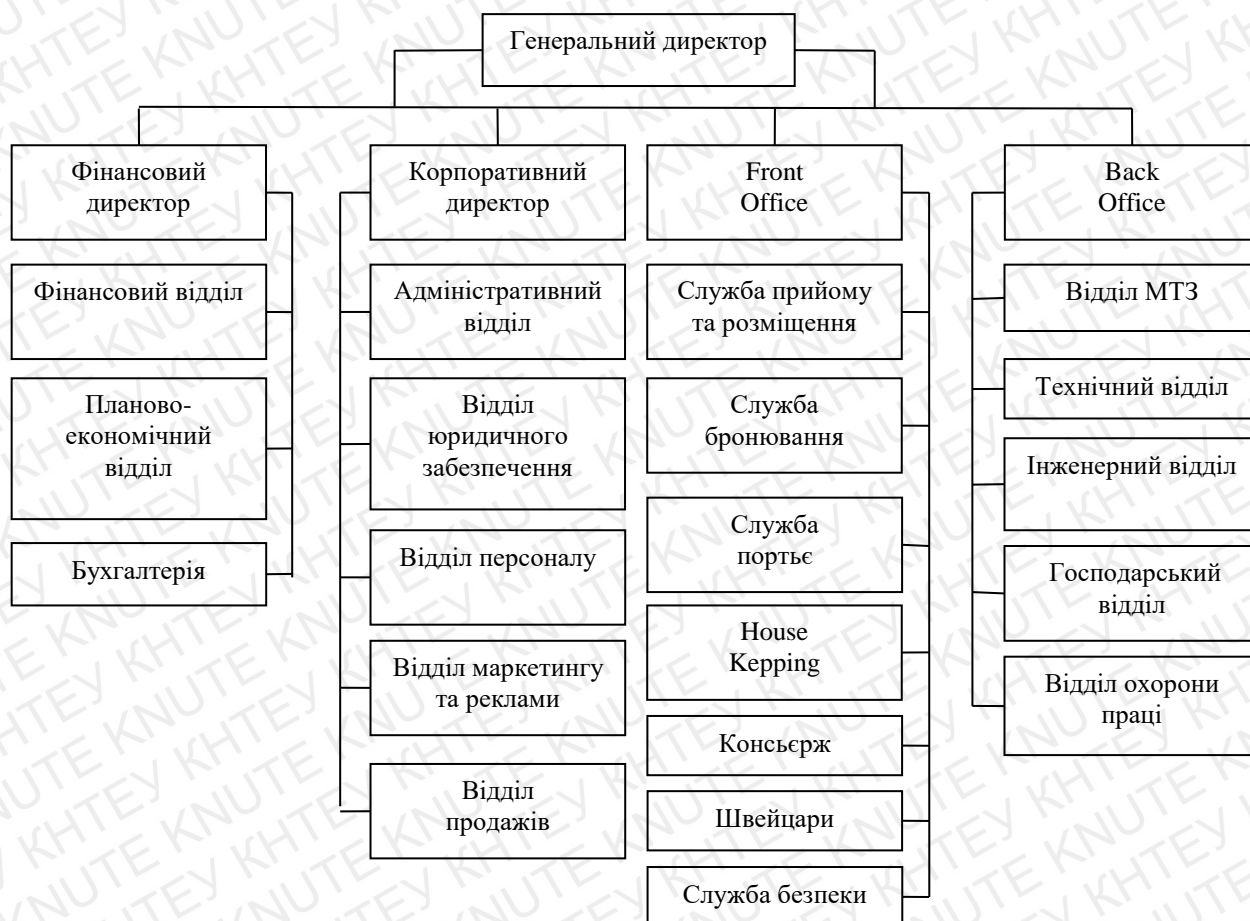 Генеральний директор
Фінансовий
директор
Корпоративний
директор
Front
Office
Back
Office
Фінансовий відділ
Адміністративний
відділ
Служба прийому
та розміщення
Відділ МТЗ
Планово-
економічний
відділ
Відділ
юридичного
забезпечення
Служба
бронювання
Технічний відділ
Інженерний відділ
Бухгалтерія
Відділ персоналу
Служба
портьє
Господарський
відділ
Відділ маркетингу
та реклами
House
Kepping
Відділ охорони
праці
Консьєрж
Відділ
продажів
Швейцари
Служба безпеки